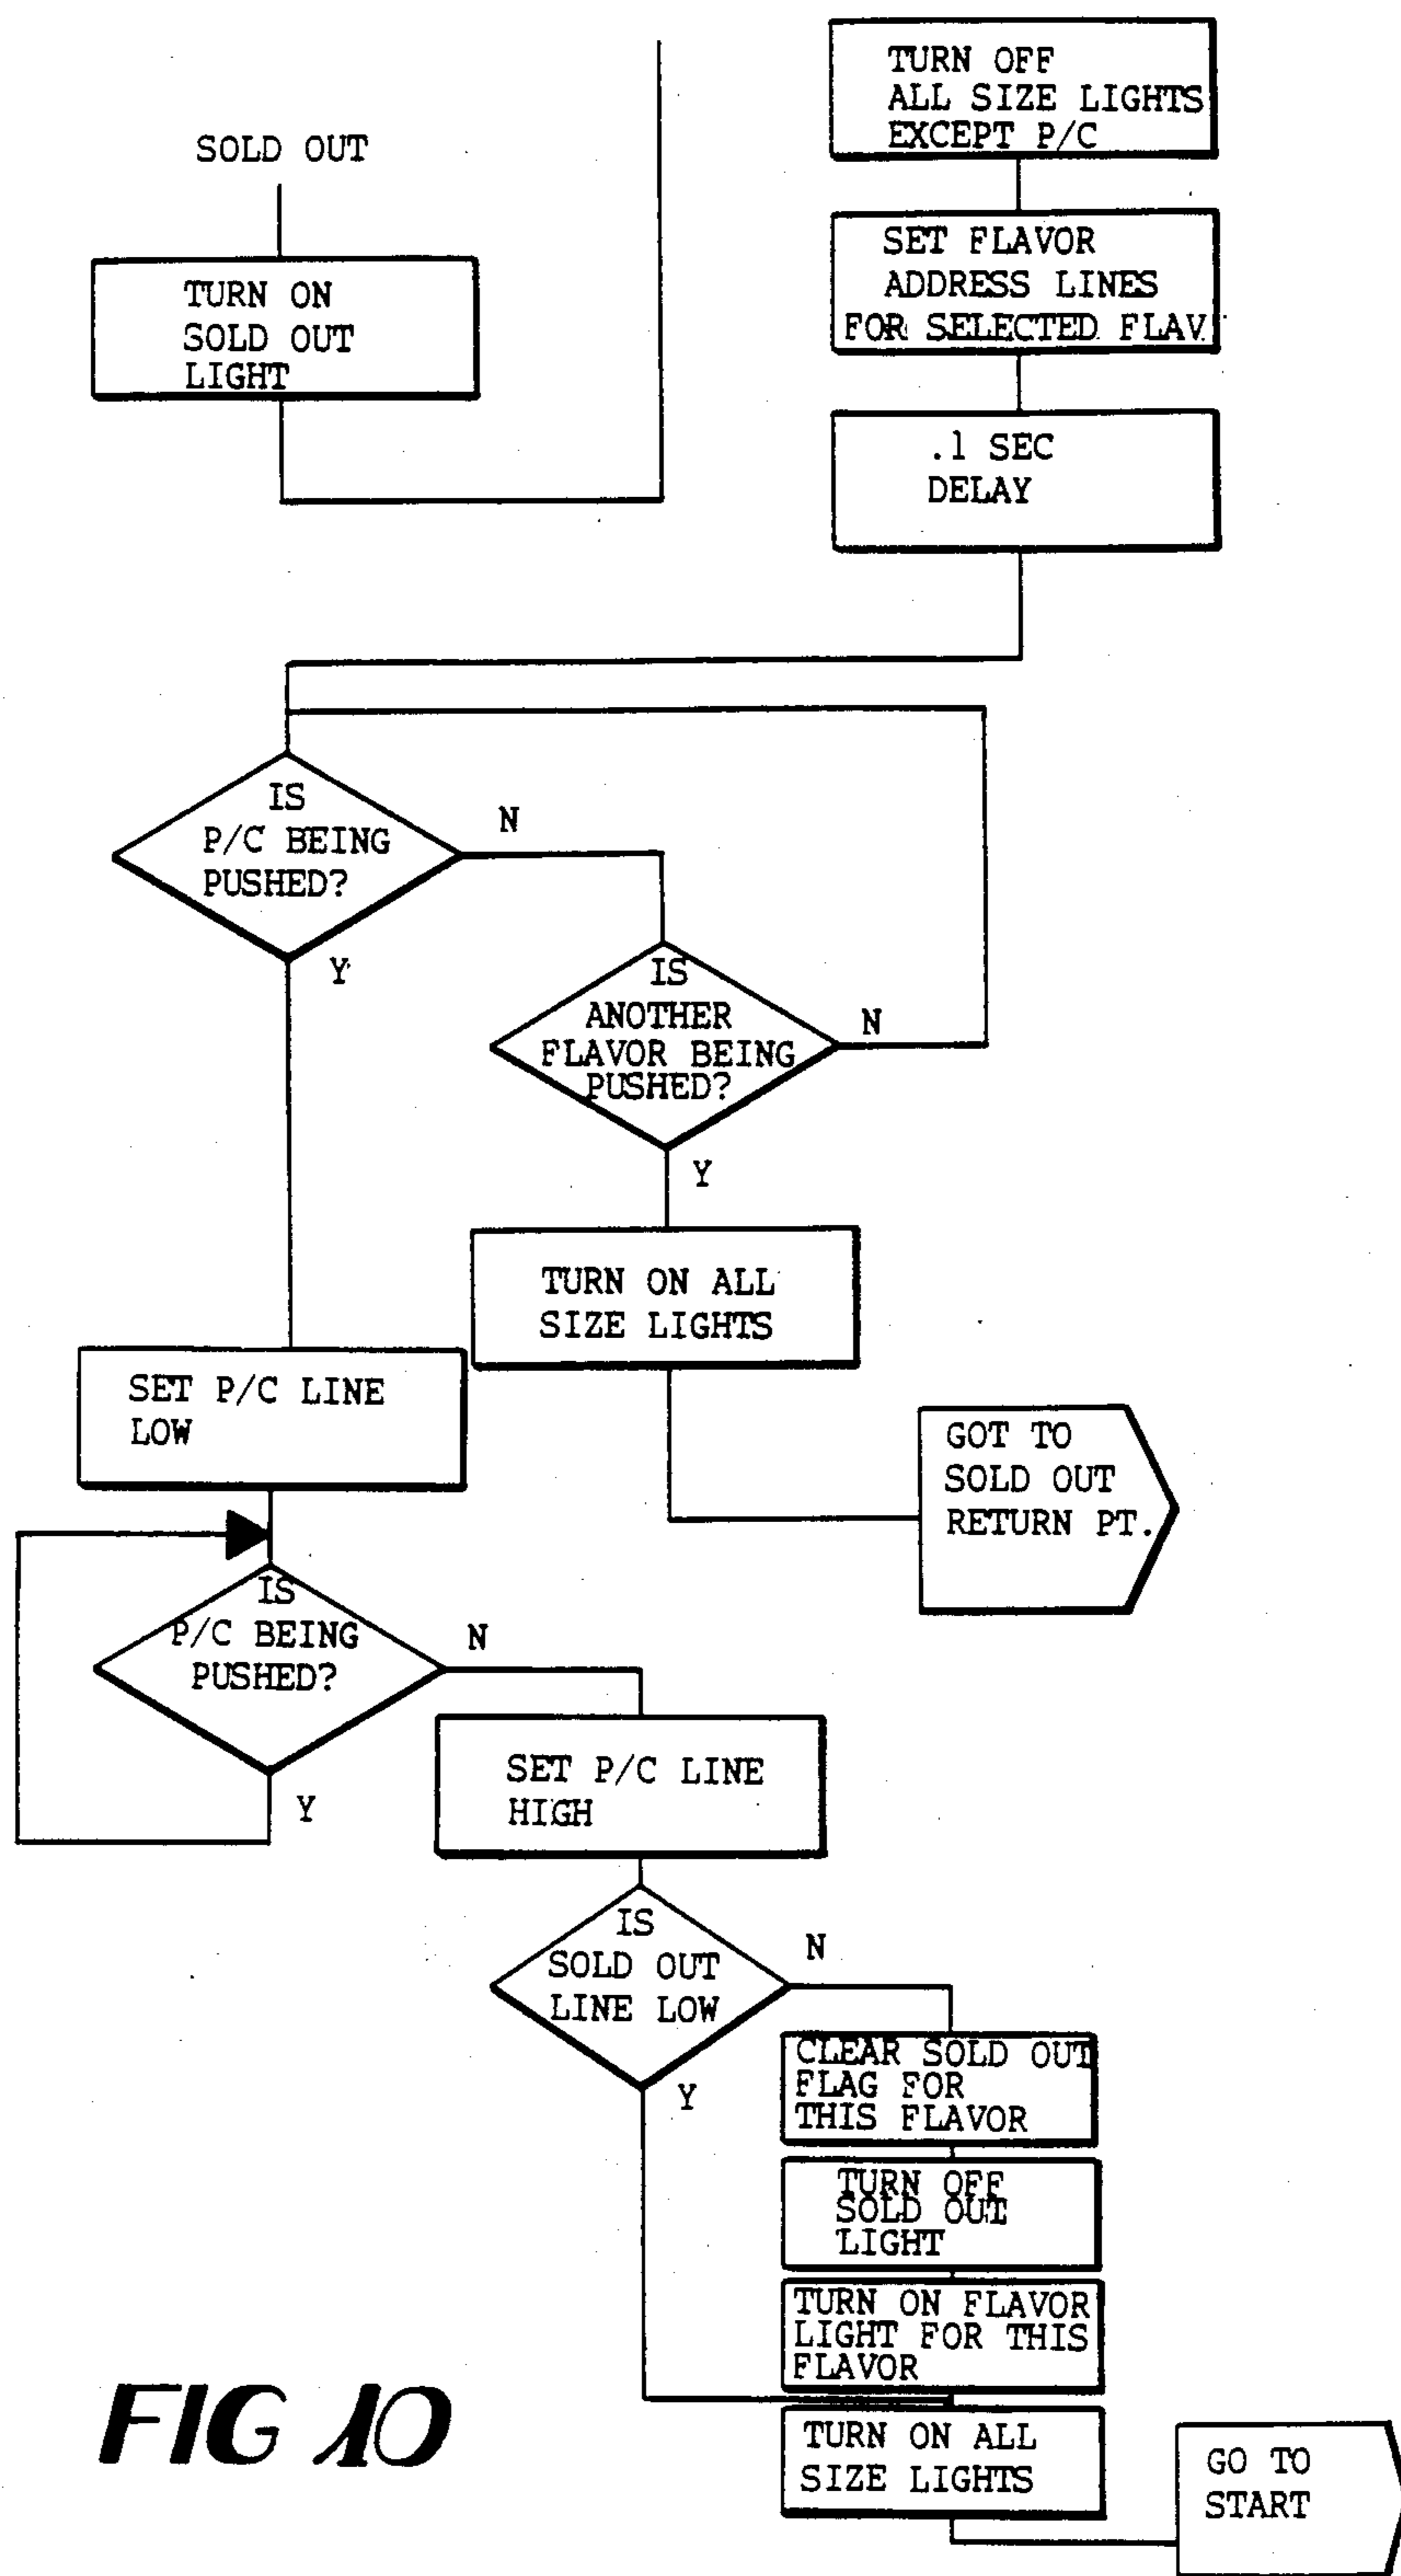 SOLD OUT
TURN ON
SOLD OUT
LIGHT
TURN OFF
ALL SIZE LIGHTS
EXCEPT P/C
SET FLAVOR
ADDRESS LINES
FOR SELECTED FLAV.
.1 SEC
DELAY
IS
P/C BEING
PUSHED?
N
Y
IS
ANOTHER
FLAVOR BEING
PUSHED?
N
Y
TURN ON ALL
SIZE LIGHTS
GOT TO
SOLD OUT
RETURN PT.
SET P/C LINE
LOW
IS
P/C BEING
PUSHED?
N
Y
SET P/C LINE
HIGH
IS
SOLD OUT
LINE LOW
N
Y
CLEAR SOLD OUT
FLAG FOR
THIS FLAVOR
TURN OFF
SOLD OUT
LIGHT
TURN ON FLAVOR
LIGHT FOR THIS
FLAVOR
TURN ON ALL
SIZE LIGHTS
GO TO
START
FIG 10